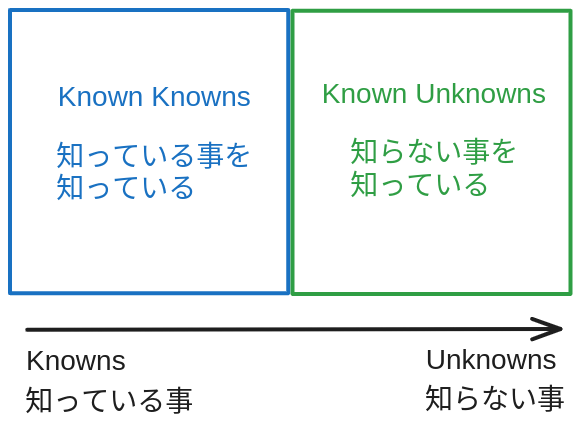 Known Knowns
知っている事を
知っている
Known Unknowns
知らない事を
知っている
Knowns
知っている事
Unknowns
知らない事